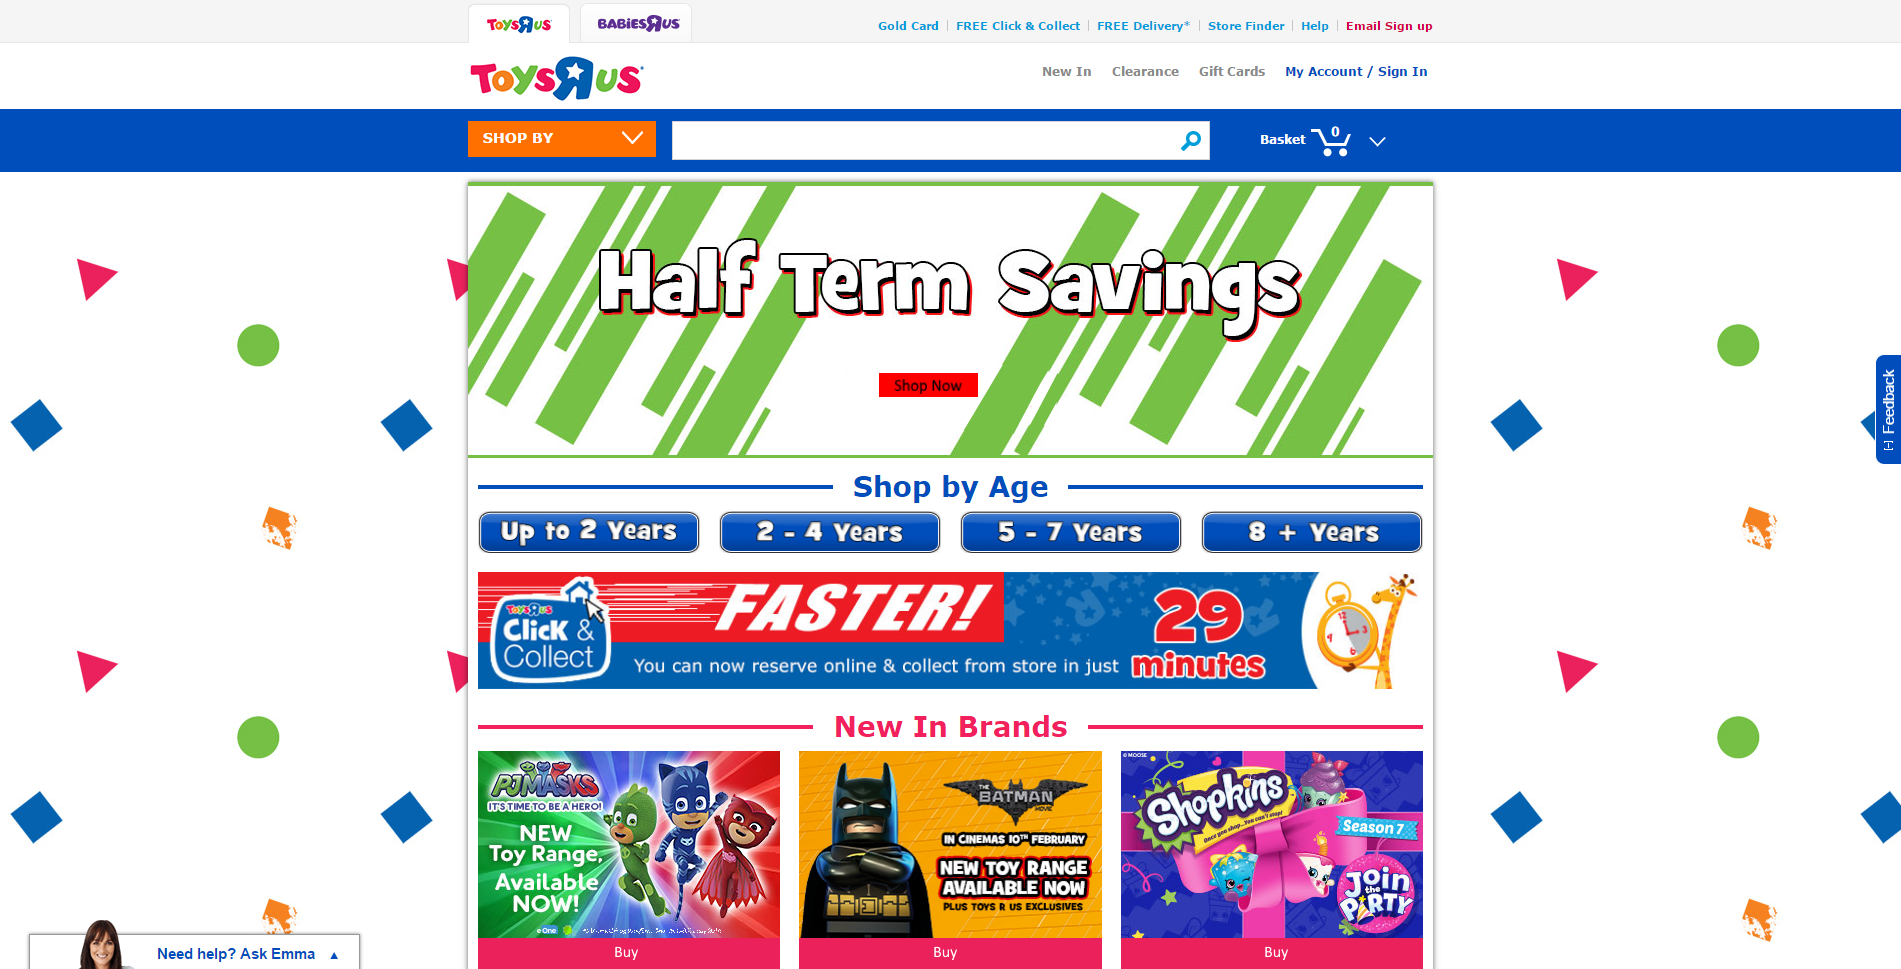 TOYSRUS
BABIESRUS
Gold Card
FREE Click & Collect
FREE Delivery*
Store Finder
Help
Email Sign up
TOYSRUS
New In
Clearance
Gift Cards
My Account / Sign In
SHOP BY
Basket
0
Half Term Savings
Shop Now
Feedback
[-]
Shop by Age
Up to 2 Years
2 - 4 Years
5 - 7 Years
8 + Years
TOYSRUS
Click &
Collect
FASTER!
You can now reserve online & collect from store in just
29
minutes
12
3
6
9
New In Brands
PJMASKS
IT'S TIME TO BE A HERO!
NEW
Toy Range,
Available
NOW!
eOne
Buy
THE
BATMAN
MOVIE
IN CINEMAS 10TH FEBRUARY
NEW TOY RANGE
AVAILABLE NOW
PLUS TOYS R US EXCLUSIVES
Buy
© MOOSE
Shopkins
Once you shop...You can't stop!
Season 7
Join
the
PARTY
Buy
Need help? Ask Emma ▲